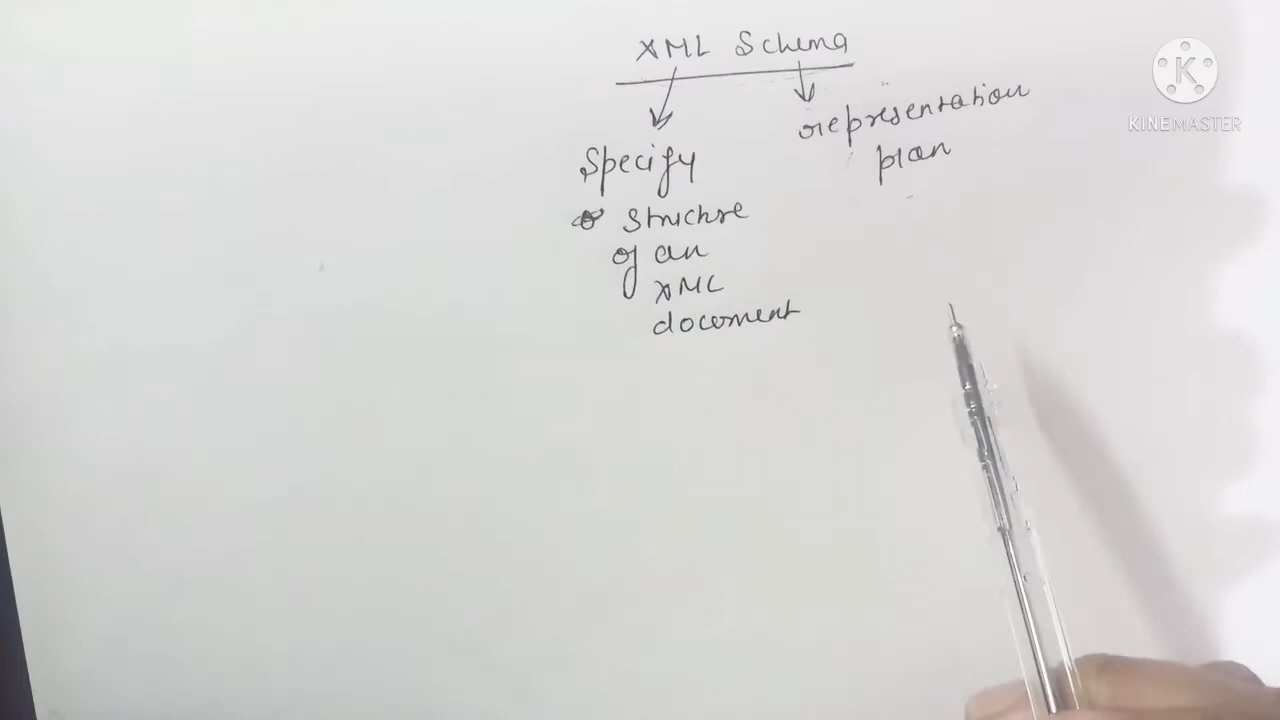 XML Schema
representation
plan
Specify
Structure
of an
XML
document
K
KINEMASTER